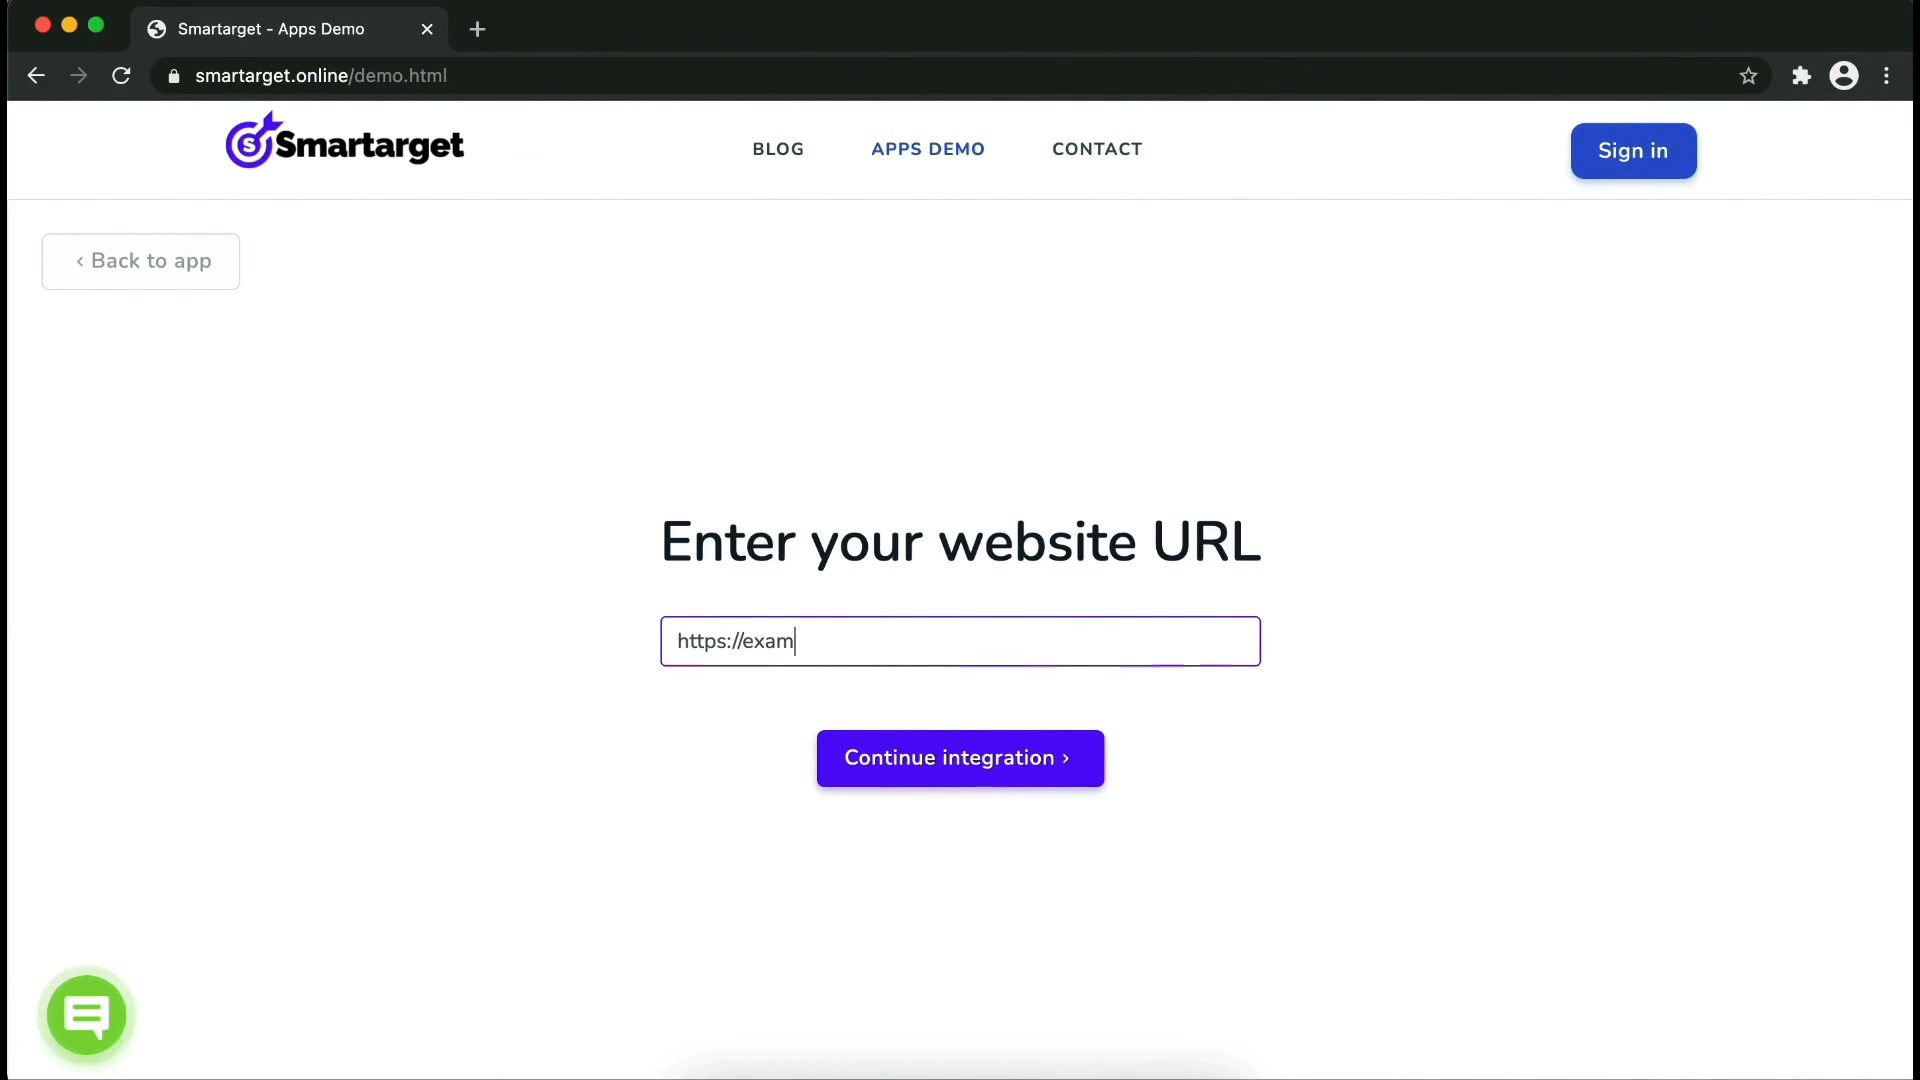 Smartarget - Apps Demo
smartarget.online/demo.html
Smartarget
BLOG
APPS DEMO
CONTACT
Sign in
‹ Back to app
Enter your website URL
https://exam
Continue integration ›